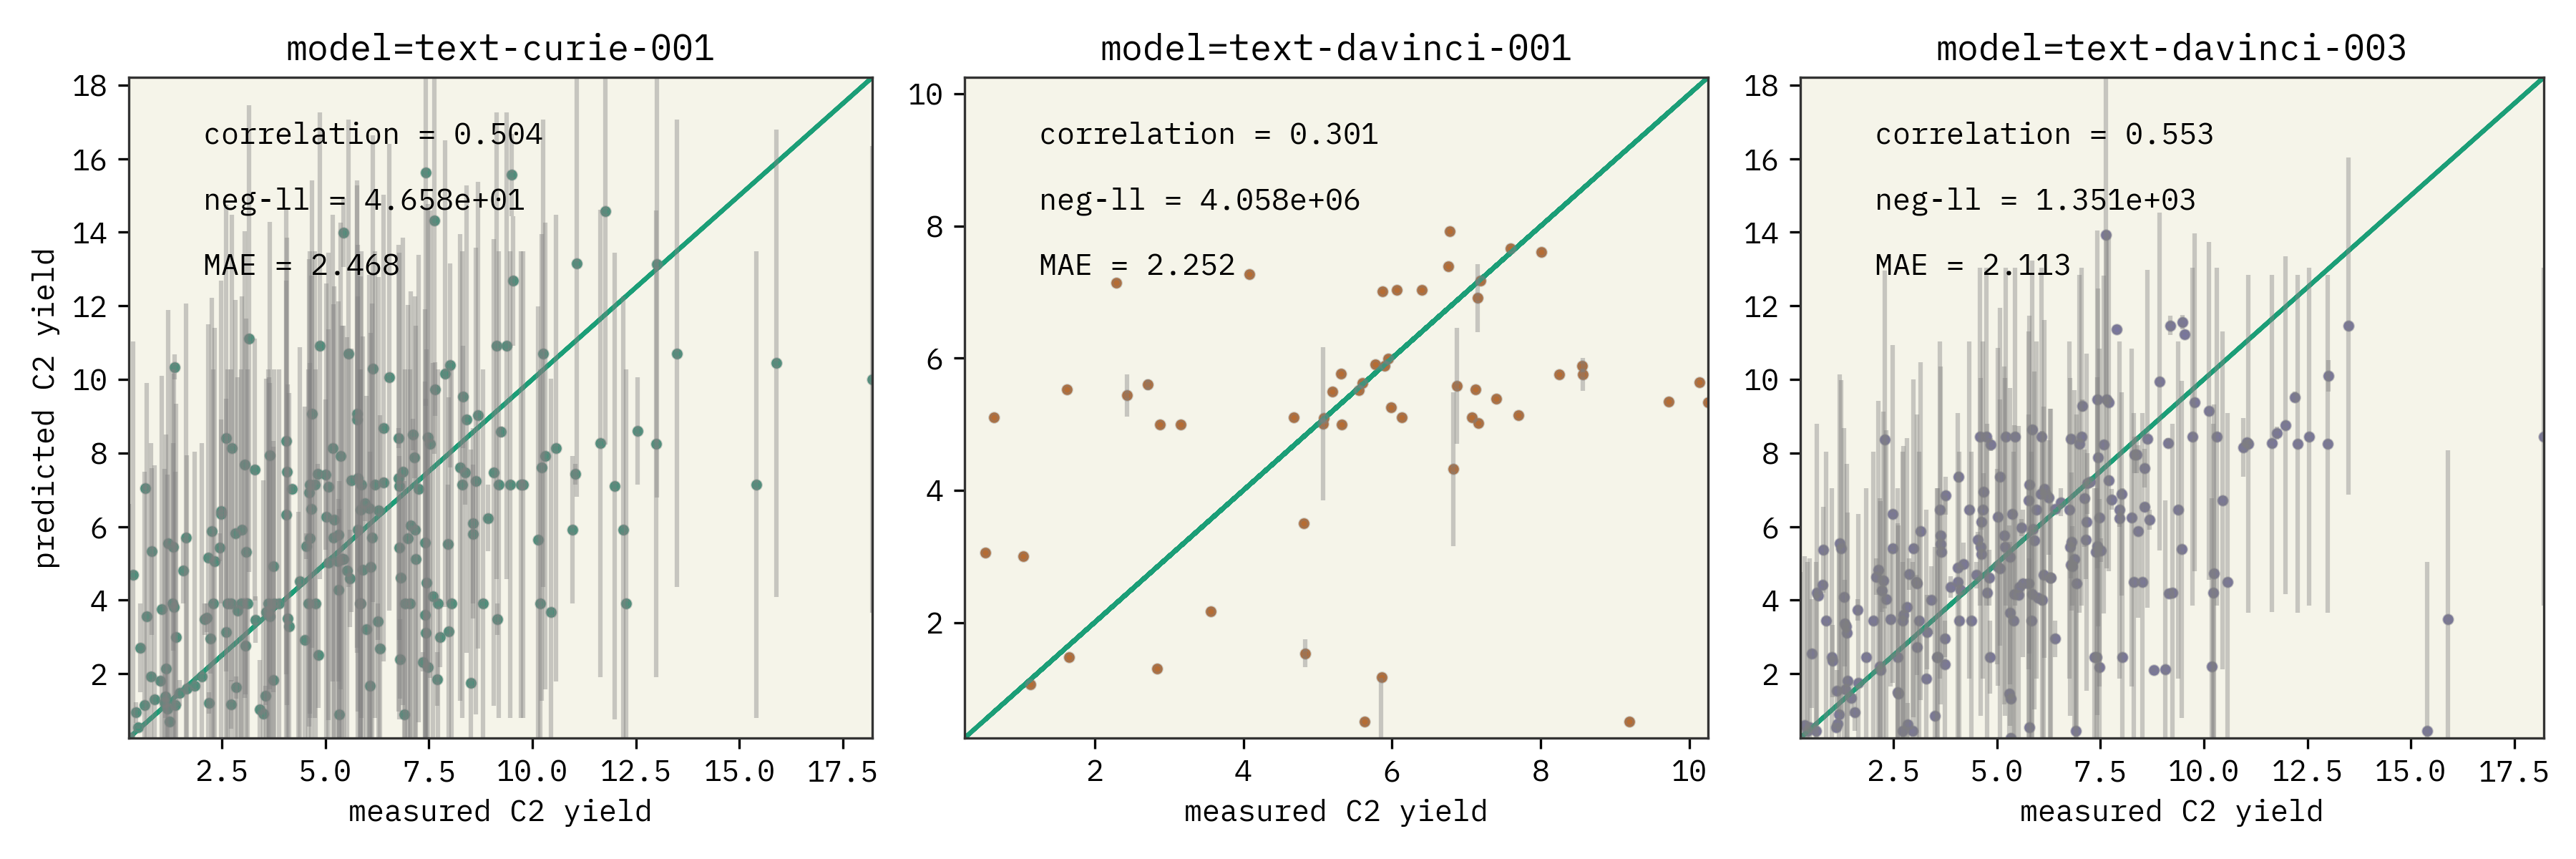 model=text-curie-001
correlation = 0.504
neg-ll = 4.658e+01
MAE = 2.468
18
16
14
12
10
8
6
4
2
predicted C2 yield
2.5 5.0 7.5 10.0 12.5 15.0 17.5
measured C2 yield
model=text-davinci-001
correlation = 0.301
neg-ll = 4.058e+06
MAE = 2.252
10
8
6
4
2
2 4 6 8 10
measured C2 yield
model=text-davinci-003
correlation = 0.553
neg-ll = 1.351e+03
MAE = 2.113
18
16
14
12
10
8
6
4
2
2.5 5.0 7.5 10.0 12.5 15.0 17.5
measured C2 yield